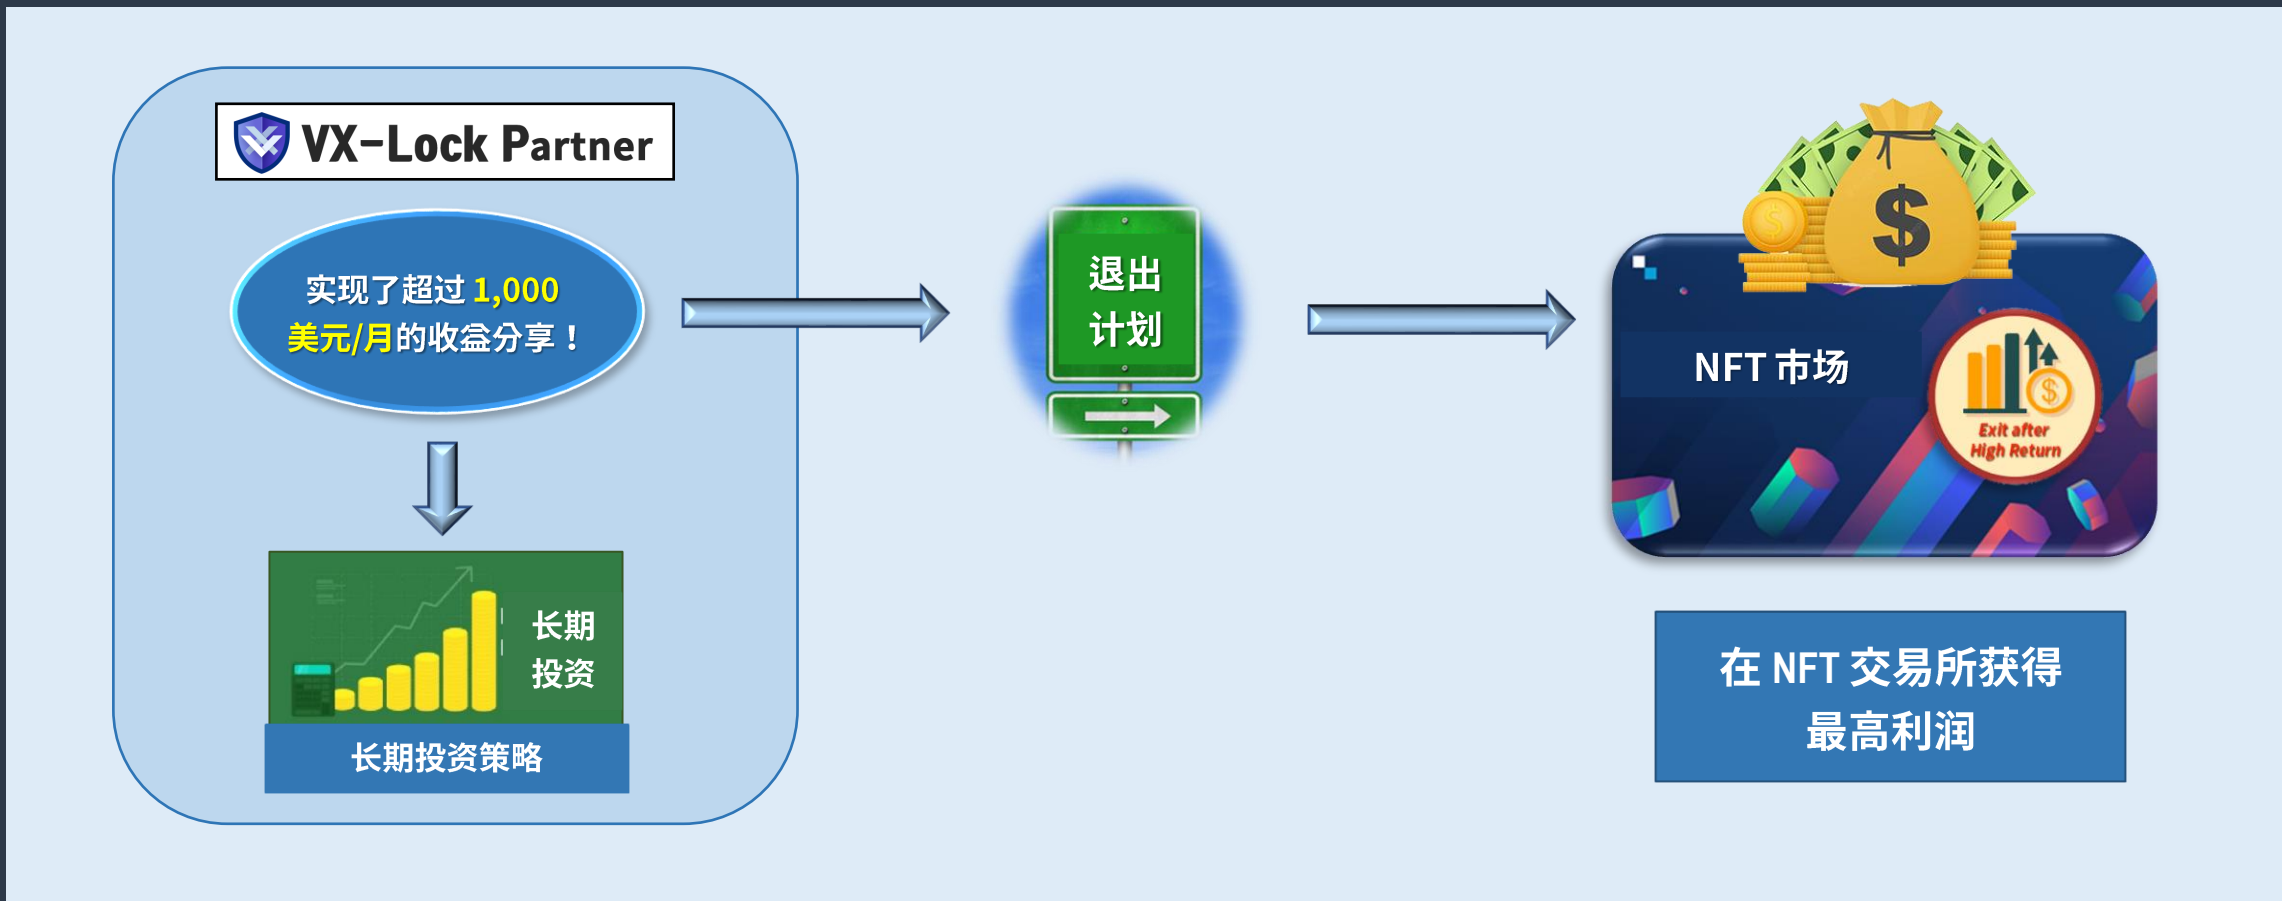 VX-Lock Partner
实现了超过 1,000
美元/月的收益分享！
长期
投资
长期投资策略
退出
计划
NFT 市场
Exit after
High Return
在 NFT 交易所获得
最高利润